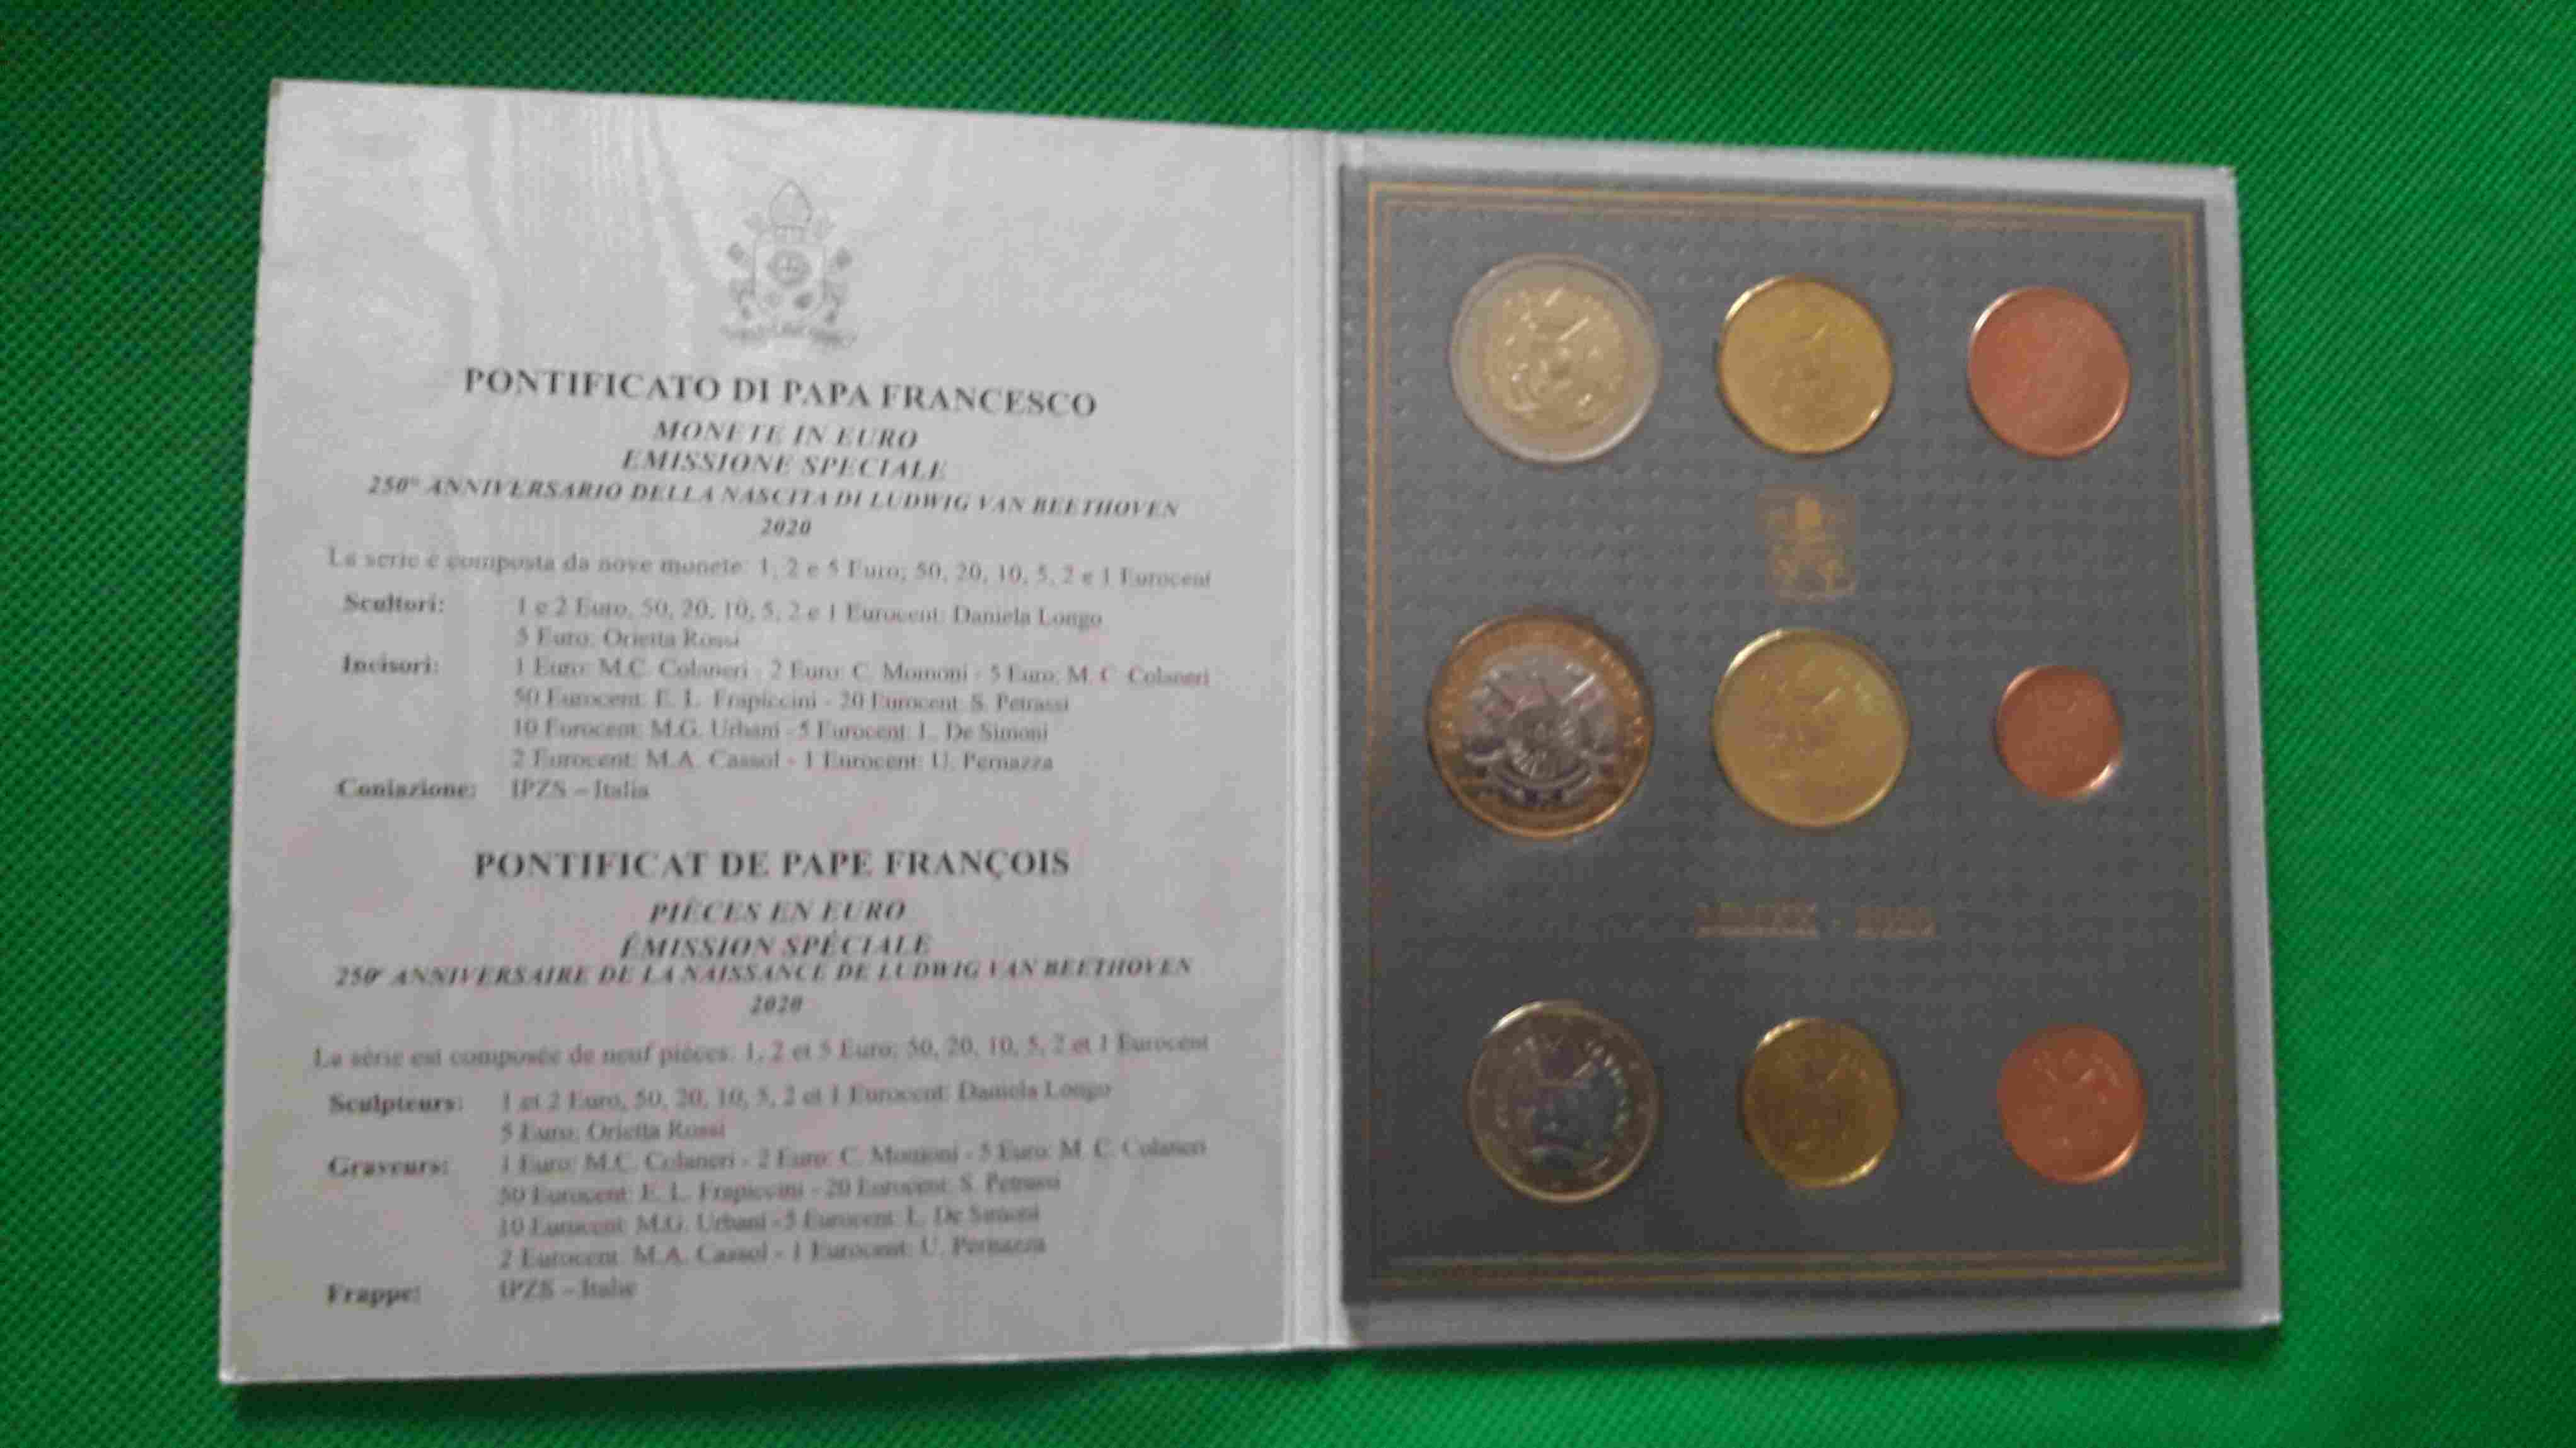 PONTIFICATO DI PAPA FRANCESCO
MONETE IN EURO
EMISSIONE SPECIALE
250° ANNIVERSARIO DELLA NASCITA DI LUDWIG VAN BEETHOVEN
2020
La serie è composta da nove monete: 1, 2 e 5 Euro; 50, 20, 10, 5, 2 e 1 Eurocent
Scultori: 1 e 2 Euro, 50, 20, 10, 5, 2 e 1 Eurocent: Daniela Longo
5 Euro: Orietta Rossi
Incisori: 1 Euro: M.C. Colaneri - 2 Euro: C. Momoni - 5 Euro: M. C. Colaneri
50 Eurocent: E. L. Frapiccini - 20 Eurocent: S. Petrassi
10 Eurocent: M.G. Urbani - 5 Eurocent: L. De Simoni
2 Eurocent: M.A. Cassol - 1 Eurocent: U. Pernazza
Coniazione: IPZS – Italia
PONTIFICAT DE PAPE FRANÇOIS
PIÈCES EN EURO
ÉMISSION SPÉCIALE
250e ANNIVERSAIRE DE LA NAISSANCE DE LUDWIG VAN BEETHOVEN
2020
La série est composée de neuf pièces: 1, 2 et 5 Euro; 50, 20, 10, 5, 2 et 1 Eurocent
Sculpteurs: 1 et 2 Euro, 50, 20, 10, 5, 2 et 1 Eurocent: Daniela Longo
5 Euro: Orietta Rossi
Graveurs: 1 Euro: M.C. Colaneri - 2 Euro: C. Momoni - 5 Euro: M. C. Colaneri
50 Eurocent: E. L. Frapiccini - 20 Eurocent: S. Petrassi
10 Eurocent: M.G. Urbani - 5 Eurocent: L. De Simoni
2 Eurocent: M.A. Cassol - 1 Eurocent: U. Pernazza
Frappe: IPZS – Italie